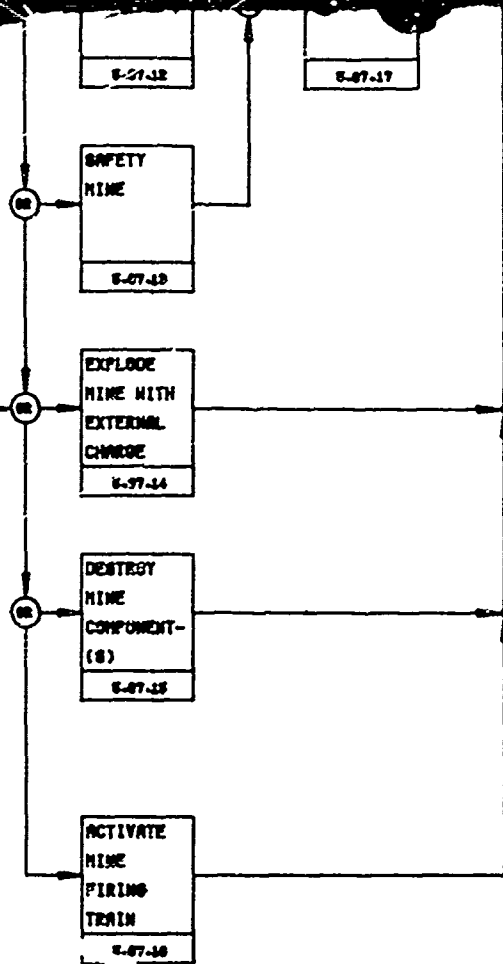 5.07.12
5.07.17
OR
SAFETY
MINE
5.07.13
OR
EXPLODE
MINE WITH
EXTERNAL
CHARGE
5.07.14
OR
DESTROY
MINE
COMPONENT-
(S)
5.07.15
ACTIVATE
MINE
FIRING
TRAIN
5.07.16